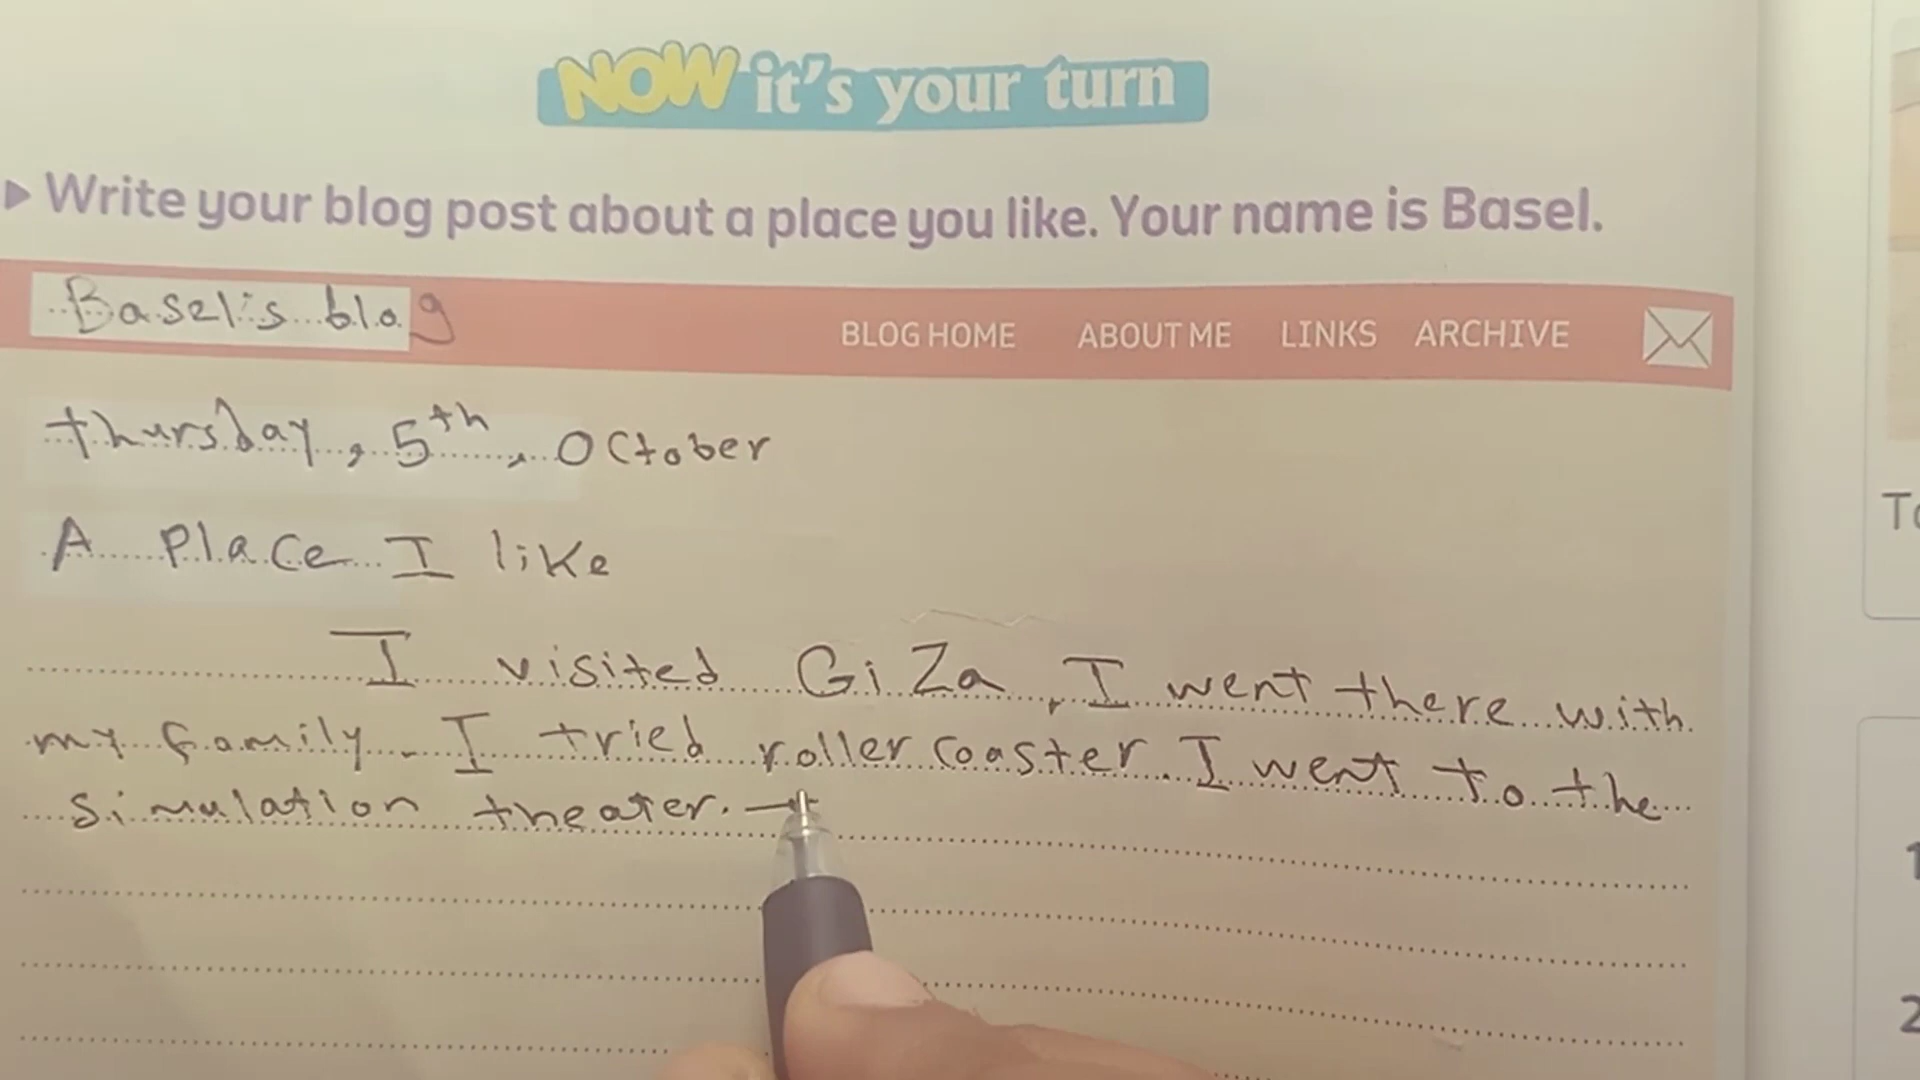 NOW it's your turn
Write your blog post about a place you like. Your name is Basel.
Basel's blog
BLOG HOME ABOUT ME LINKS ARCHIVE
thursday, 5th, October
A place I like
I visited GiZa, I went there with
my family. I tried roller coaster. I went to the
simulation theater.
1
2